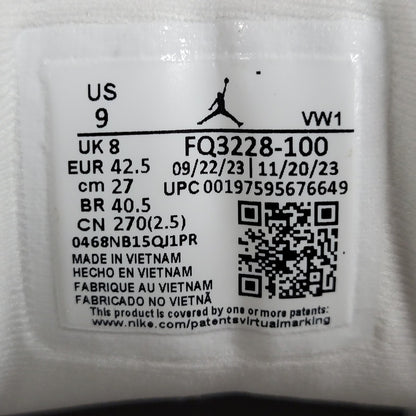 US
9
VW1
UK 8
FQ3228-100
EUR 42.5
09/22/23 | 11/20/23
cm 27
UPC 00197595676649
BR 40.5
CN 270(2.5)
0468NB15QJ1PR
MADE IN VIETNAM
HECHO EN VIETNAM
FABRIQUE AU VIETNAM
FABRICADO NO VIETNÃ
This product is covered by one or more patents:
www.nike.com/patentsvirtualmarking